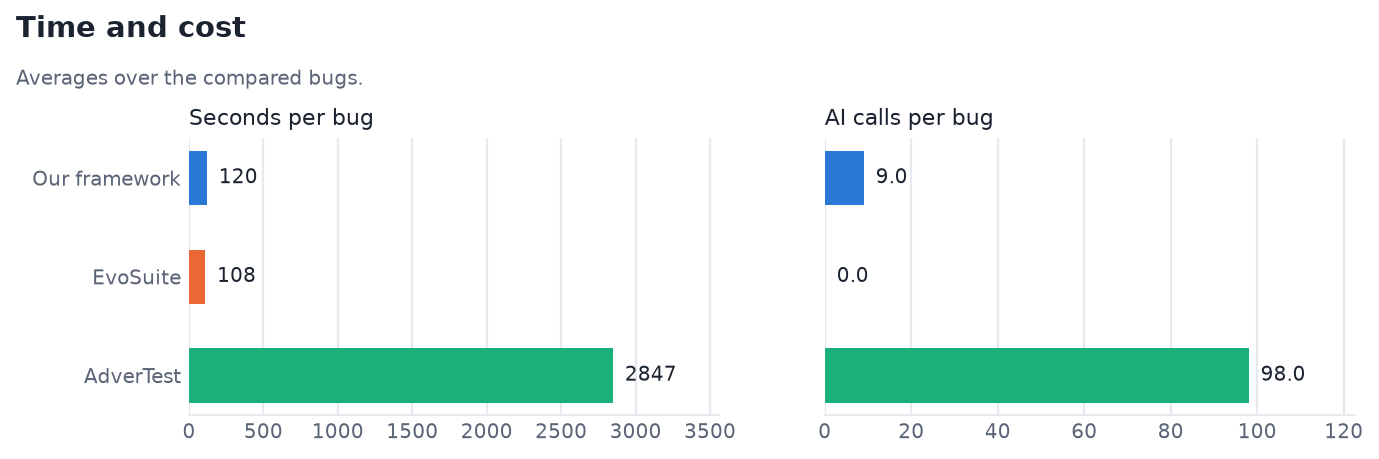 Time and cost
Averages over the compared bugs.
Seconds per bug
Our framework 120
EvoSuite 108
AdverTest 2847
0 500 1000 1500 2000 2500 3000 3500
AI calls per bug
9.0
0.0
98.0
0 20 40 60 80 100 120